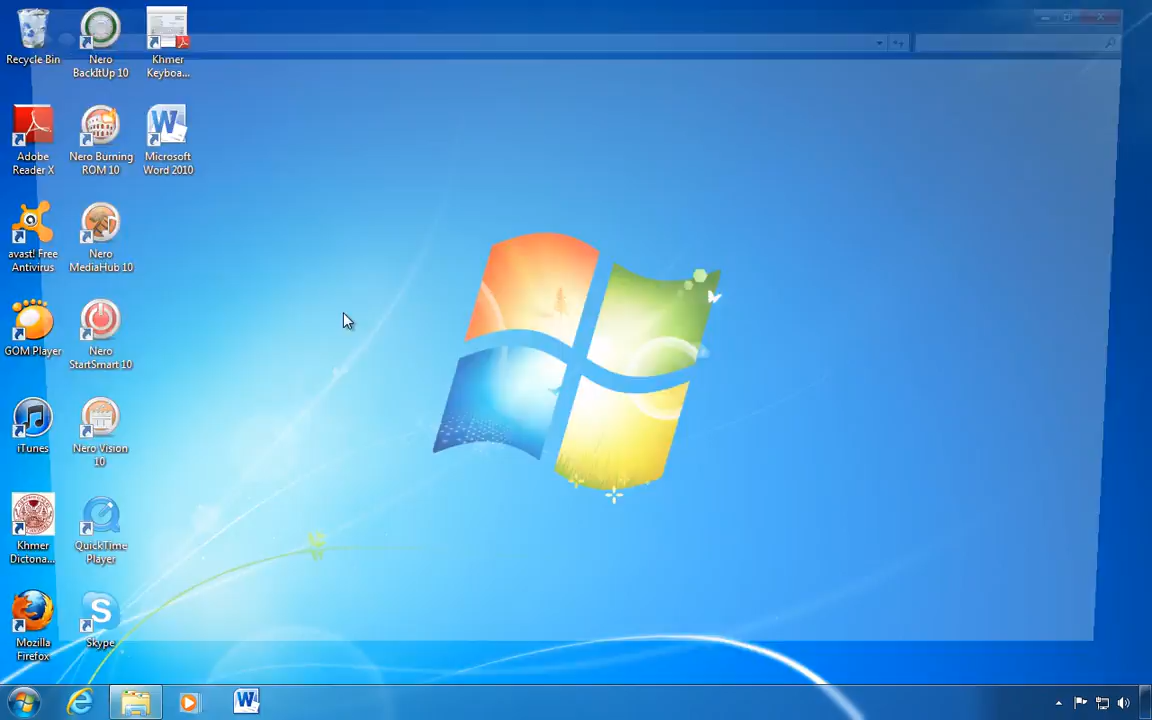 Recycle Bin
Nero
BackItUp 10
Khmer
Keyboa...
Adobe
Reader X
Nero Burning
ROM 10
Microsoft
Word 2010
avast! Free
Antivirus
Nero
MediaHub 10
GOM Player
Nero
StartSmart 10
iTunes
Nero Vision
10
Khmer
Dictona...
QuickTime
Player
Mozilla
Firefox
Skype